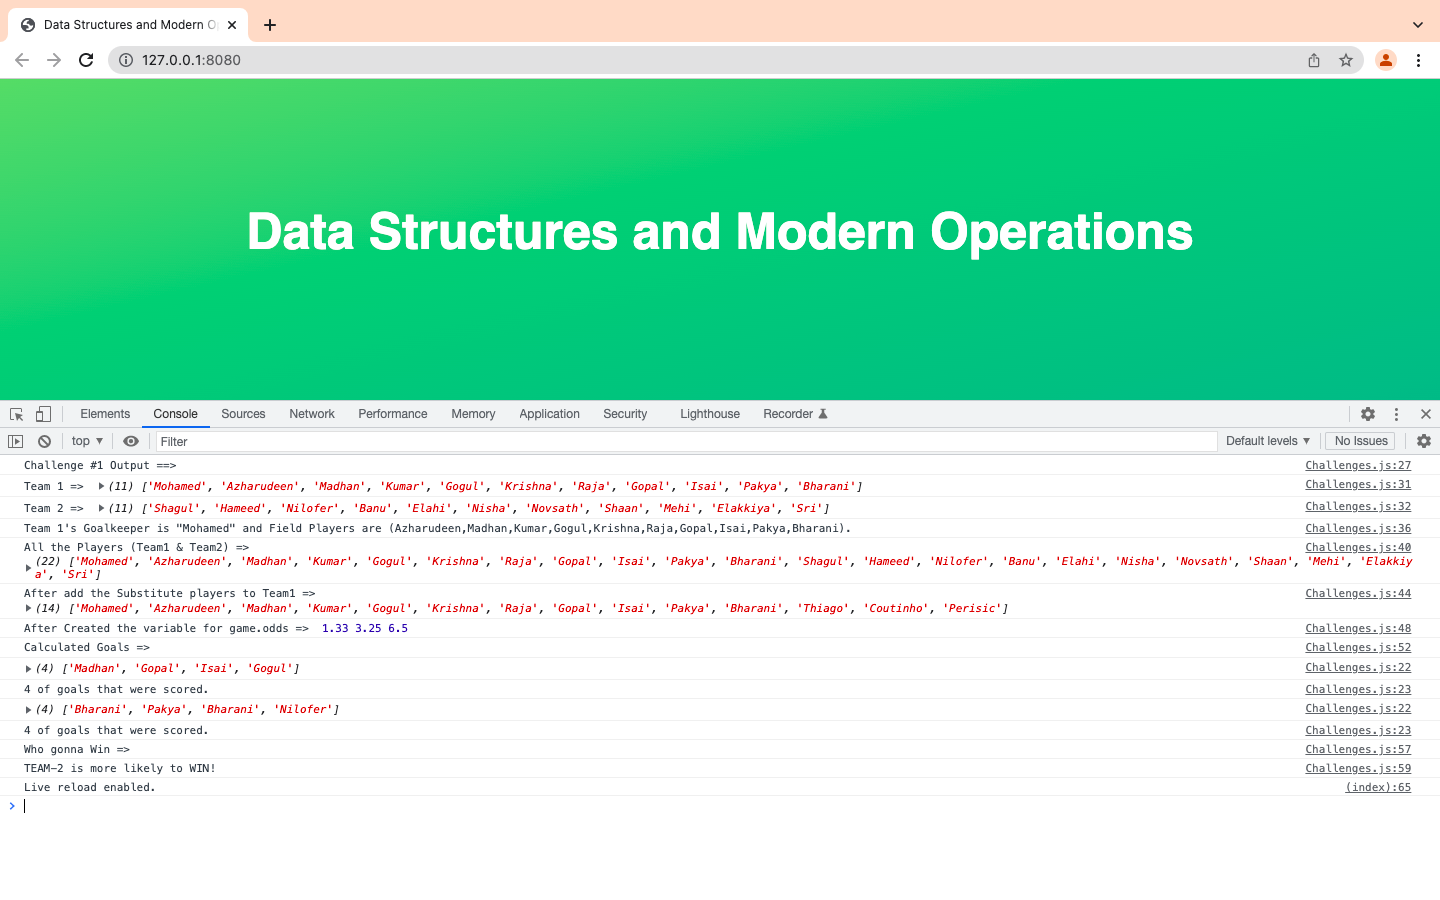 Data Structures and Modern O
127.0.0.1:8080
Data Structures and Modern Operations
Elements Console Sources Network Performance Memory Application Security Lighthouse Recorder
top Filter Default levels No Issues
Challenge #1 Output ==> Challenges.js:27
Team 1 => (11) ['Mohamed', 'Azharudeen', 'Madhan', 'Kumar', 'Gogul', 'Krishna', 'Raja', 'Gopal', 'Isai', 'Pakya', 'Bharani'] Challenges.js:31
Team 2 => (11) ['Shagul', 'Hameed', 'Nilofer', 'Banu', 'Elahi', 'Nisha', 'Novsath', 'Shaan', 'Mehi', 'Elakkiya', 'Sri'] Challenges.js:32
Team 1's Goalkeeper is "Mohamed" and Field Players are (Azharudeen,Madhan,Kumar,Gogul,Krishna,Raja,Gopal,Isai,Pakya,Bharani). Challenges.js:36
All the Players (Team1 & Team2) => Challenges.js:40
(22) ['Mohamed', 'Azharudeen', 'Madhan', 'Kumar', 'Gogul', 'Krishna', 'Raja', 'Gopal', 'Isai', 'Pakya', 'Bharani', 'Shagul', 'Hameed', 'Nilofer', 'Banu', 'Elahi', 'Nisha', 'Novsath', 'Shaan', 'Mehi', 'Elakkiy
a', 'Sri']
After add the Substitute players to Team1 => Challenges.js:44
(14) ['Mohamed', 'Azharudeen', 'Madhan', 'Kumar', 'Gogul', 'Krishna', 'Raja', 'Gopal', 'Isai', 'Pakya', 'Bharani', 'Thiago', 'Coutinho', 'Perisic']
After Created the variable for game.odds => 1.33 3.25 6.5 Challenges.js:48
Calculated Goals => Challenges.js:52
(4) ['Madhan', 'Gopal', 'Isai', 'Gogul'] Challenges.js:22
4 of goals that were scored. Challenges.js:23
(4) ['Bharani', 'Pakya', 'Bharani', 'Nilofer'] Challenges.js:22
4 of goals that were scored. Challenges.js:23
Who gonna Win => Challenges.js:57
TEAM-2 is more likely to WIN! Challenges.js:59
Live reload enabled. (index):65